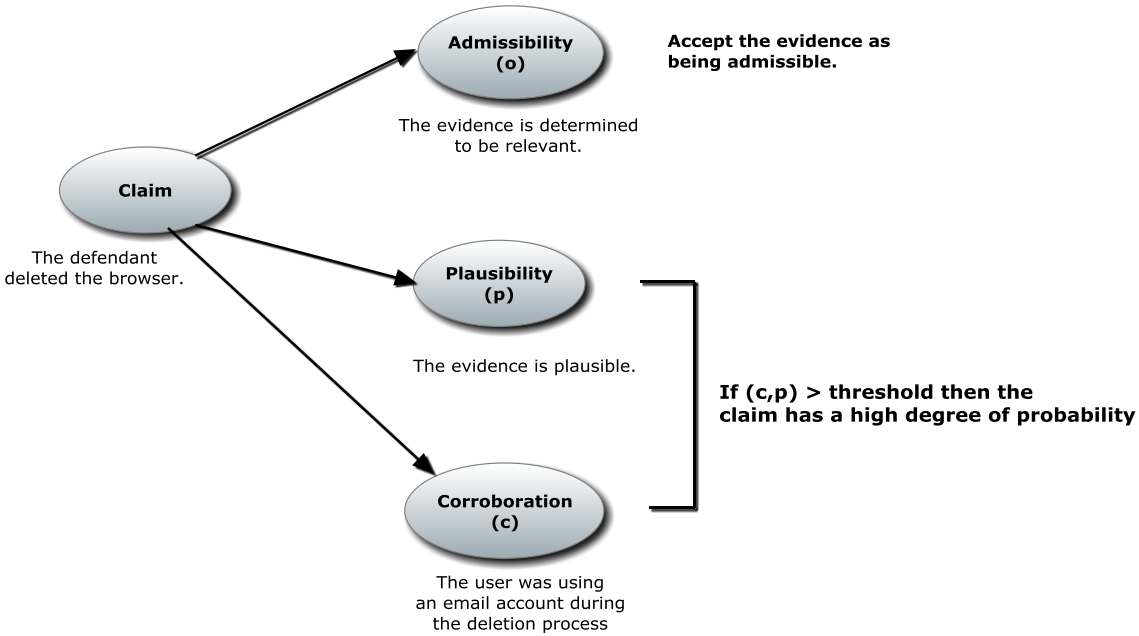 Admissibility
(o)
Accept the evidence as
being admissible.
The evidence is determined
to be relevant.
Claim
The defendant
deleted the browser.
Plausibility
(p)
The evidence is plausible.
If (c,p) > threshold then the
claim has a high degree of probability
Corroboration
(c)
The user was using
an email account during
the deletion process